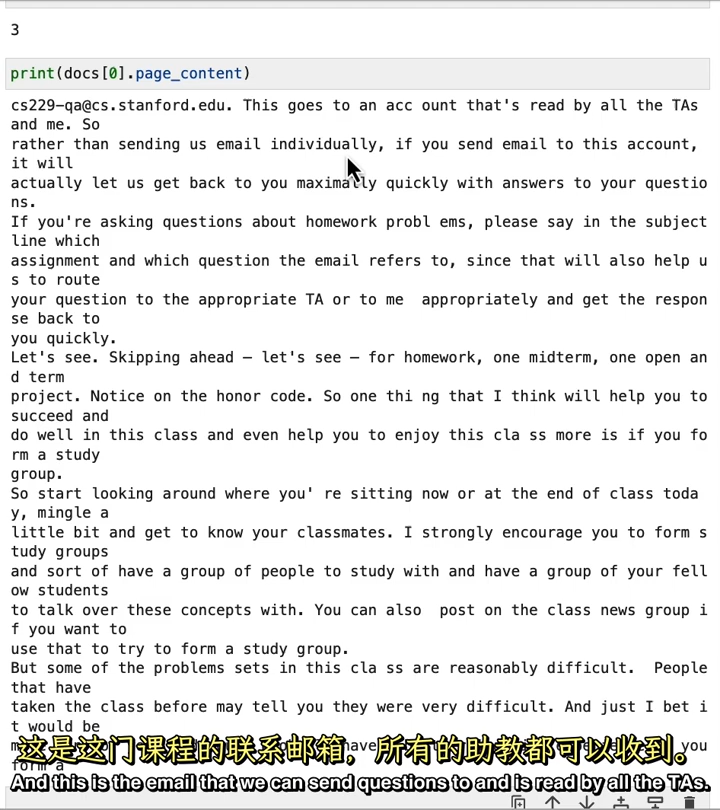 3
print(docs[0].page_content)
cs229-qa@cs.stanford.edu. This goes to an acc ount that's read by all the TAs
and me. So
rather than sending us email individually, if you send email to this account,
it will
actually let us get back to you maximally quickly with answers to your questio
ns.
If you're asking questions about homework probl ems, please say in the subject
line which
assignment and which question the email refers to, since that will also help u
s to route
your question to the appropriate TA or to me  appropriately and get the respon
se back to
you quickly.
Let's see. Skipping ahead — let's see — for homework, one midterm, one open an
d term
project. Notice on the honor code. So one thi ng that I think will help you to
succeed and
do well in this class and even help you to enjoy this cla ss more is if you fo
rm a study
group.
So start looking around where you' re sitting now or at the end of class toda
y, mingle a
little bit and get to know your classmates. I strongly encourage you to form s
tudy groups
and sort of have a group of people to study with and have a group of your fell
ow students
to talk over these concepts with. You can also  post on the class news group i
f you want to
use that to try to form a study group.
But some of the problems sets in this cla ss are reasonably difficult.  People
that have
taken the class before may tell you they were very difficult. And just I bet i
t would be
you
form a
这是这门课程的联系邮箱，所有的助教都可以收到。
And this is the email that we can send questions to and is read by all the TAs.